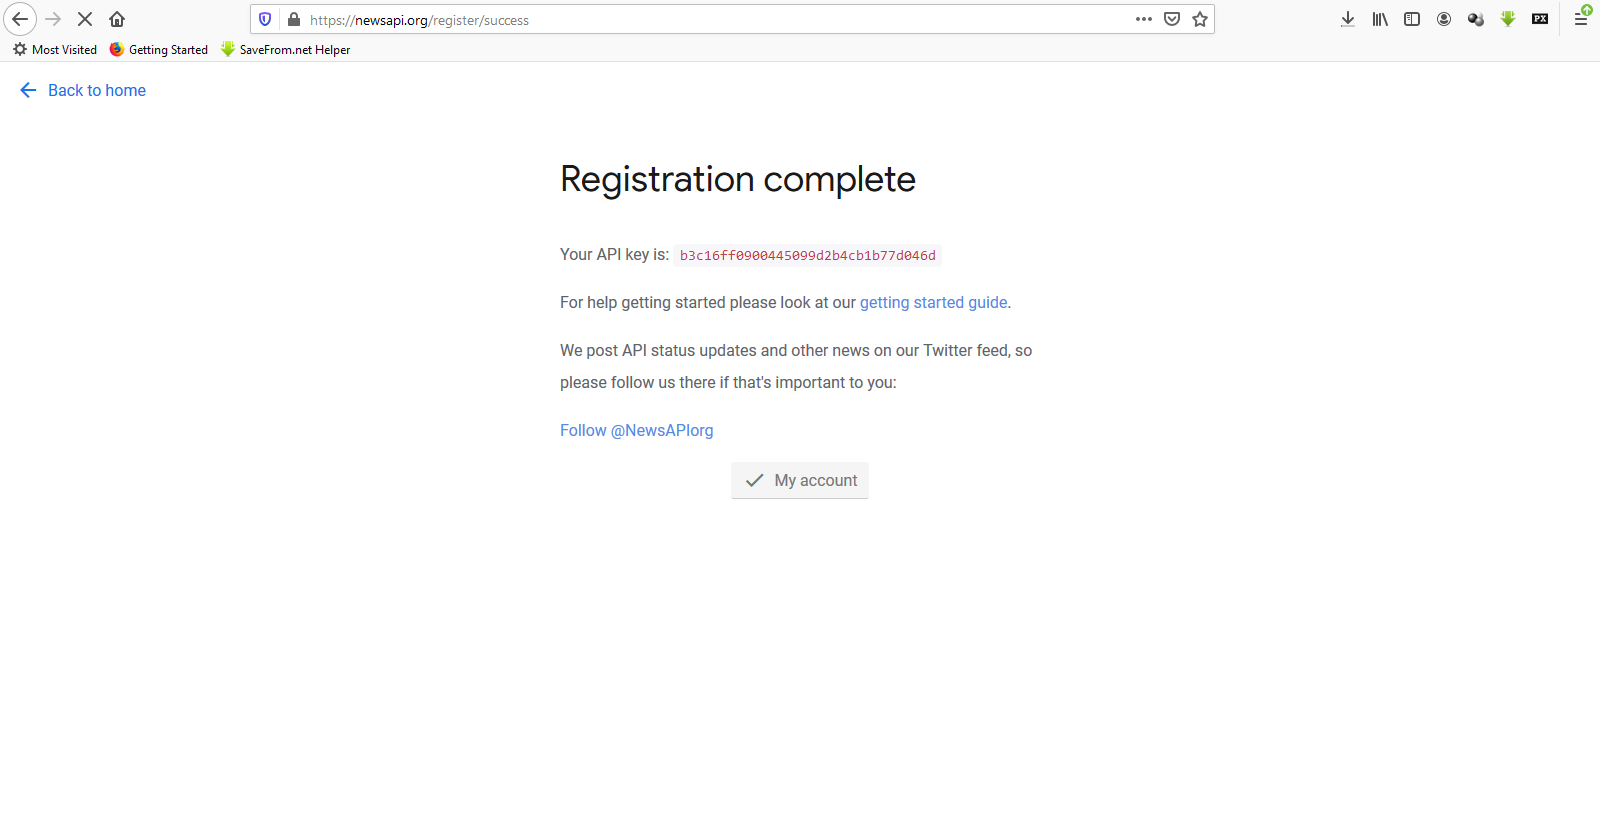 https://newsapi.org/register/success
Most Visited Getting Started SaveFrom.net Helper
Back to home
Registration complete
Your API key is: b3c16ff0900445099d2b4cb1b77d046d
For help getting started please look at our getting started guide.
We post API status updates and other news on our Twitter feed, so
please follow us there if that's important to you:
Follow @NewsAPIorg
My account
PX